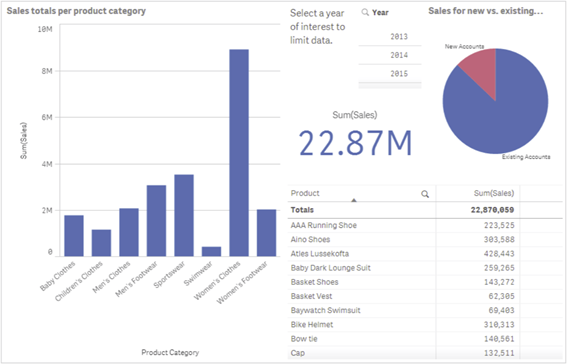 Sales totals per product category
10M
8M
6M
4M
2M
0
Sum(Sales)
Baby Clothes
Children's Clothes
Men's Clothes
Men's Footwear
Sportswear
Swimwear
Women's Clothes
Women's Footwear
Product Category
Select a year
of interest to
limit data.
Year
2013
2014
2015
Sum(Sales)
22.87M
Sales for new vs. existing...
New Accounts
Existing Accounts
Product Sum(Sales)
Totals 22,870,059
AAA Running Shoe 223,525
Aino Shoes 303,588
Atles Lussekofta 428,443
Baby Dark Lounge Suit 259,265
Basket Shoes 143,272
Basket Vest 62,305
Baywatch Swimsuit 69,403
Bike Helmet 310,313
Bow tie 140,561
Cap 132,511